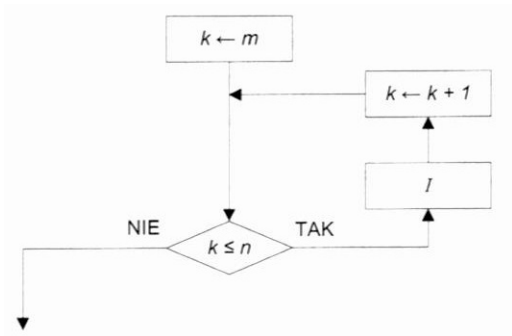 k ← m
k ← k + 1
I
NIE
TAK
k ≤ n